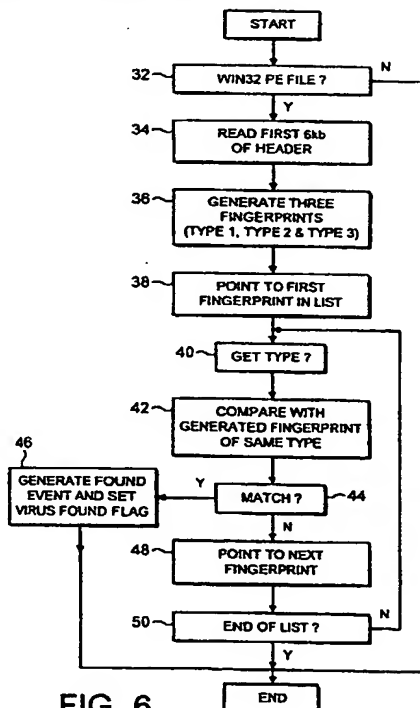 START
32
WIN32 PE FILE ?
N
Y
34
READ FIRST 6kb
OF HEADER
36
GENERATE THREE
FINGERPRINTS
(TYPE 1, TYPE 2 & TYPE 3)
38
POINT TO FIRST
FINGERPRINT IN LIST
40
GET TYPE ?
42
COMPARE WITH
GENERATED FINGERPRINT
OF SAME TYPE
46
GENERATE FOUND
EVENT AND SET
VIRUS FOUND FLAG
Y
MATCH ?
44
N
48
POINT TO NEXT
FINGERPRINT
50
END OF LIST ?
N
Y
FIG. 6
END